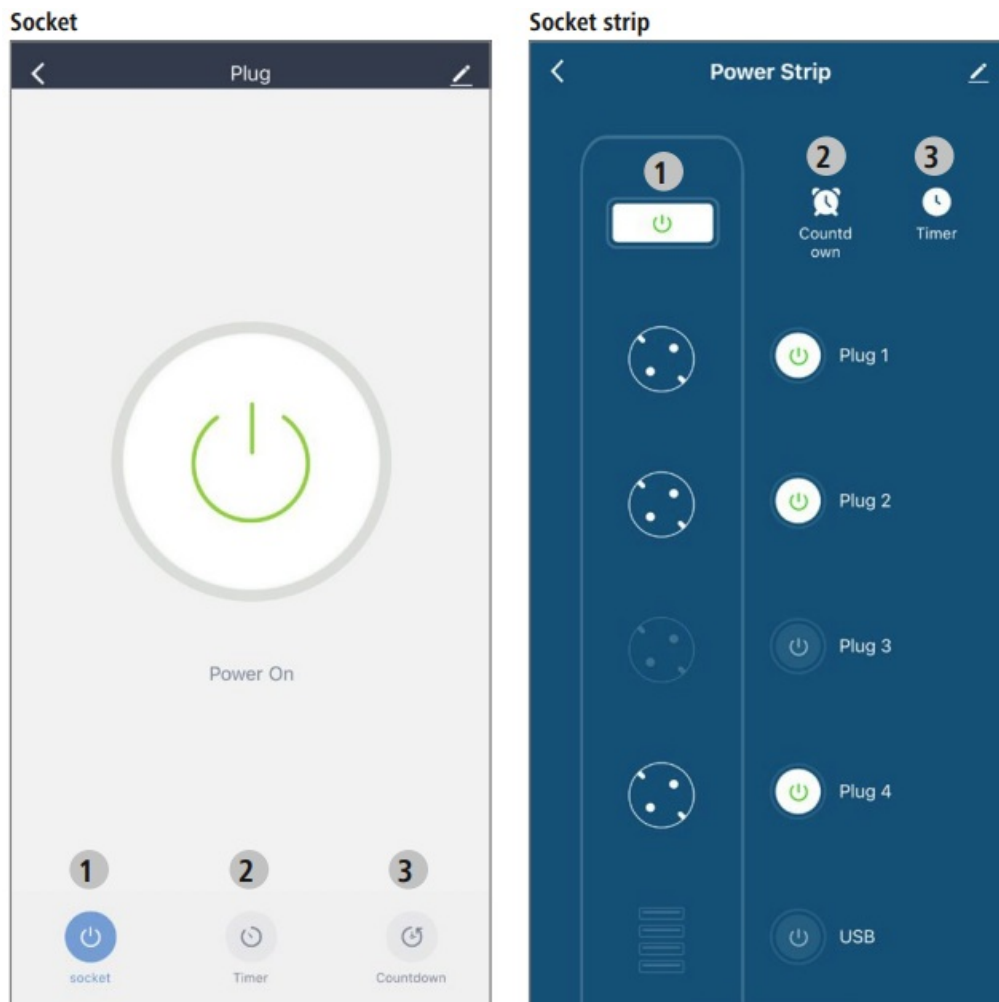 Socket
Plug
Power On
1
2
3
socket
Timer
Countdown
Socket strip
Power Strip
1
2
3
Countd
own
Timer
Plug 1
Plug 2
Plug 3
Plug 4
USB